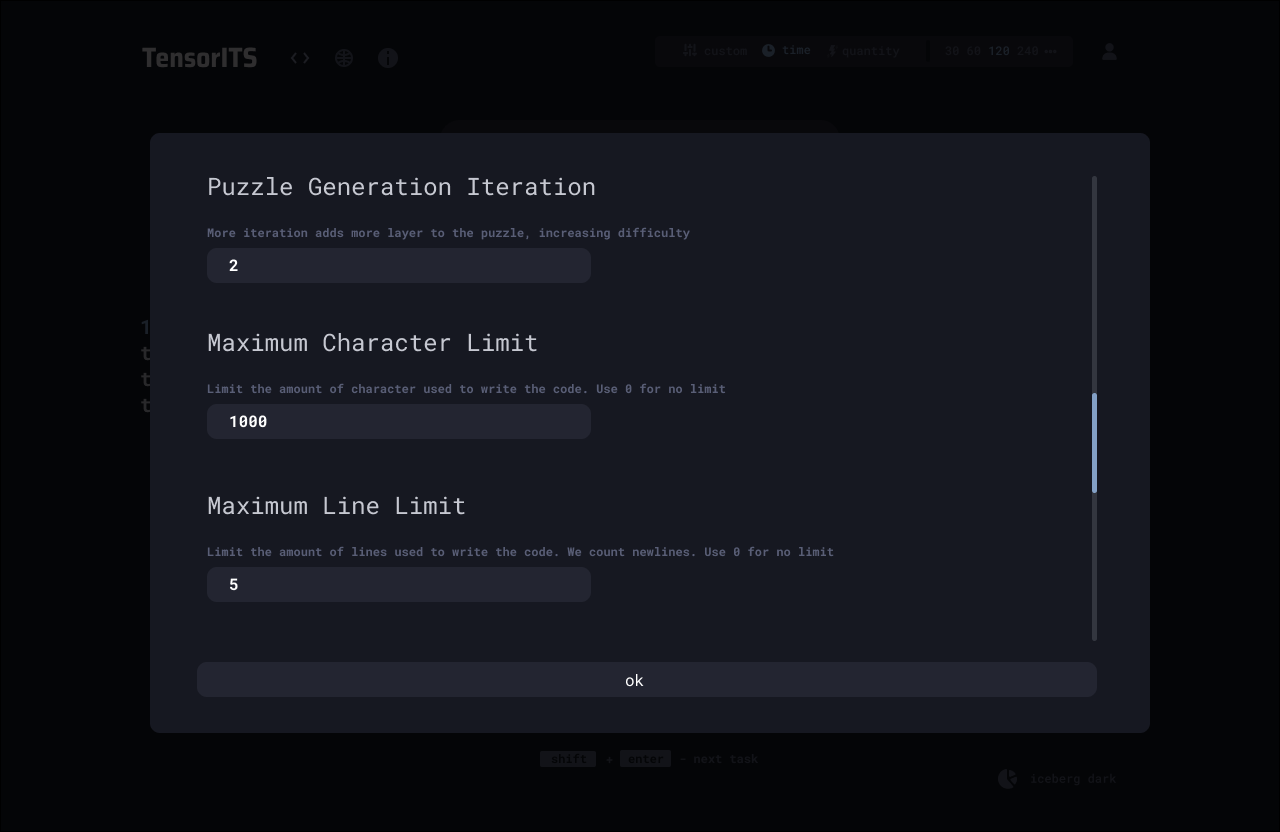 TensorITS
custom time quantity 30 60 120 240
Puzzle Generation Iteration
More iteration adds more layer to the puzzle, increasing difficulty
2
Maximum Character Limit
Limit the amount of character used to write the code. Use 0 for no limit
1000
Maximum Line Limit
Limit the amount of lines used to write the code. We count newlines. Use 0 for no limit
5
ok
1
t
t
t
shift + enter - next task
iceberg dark